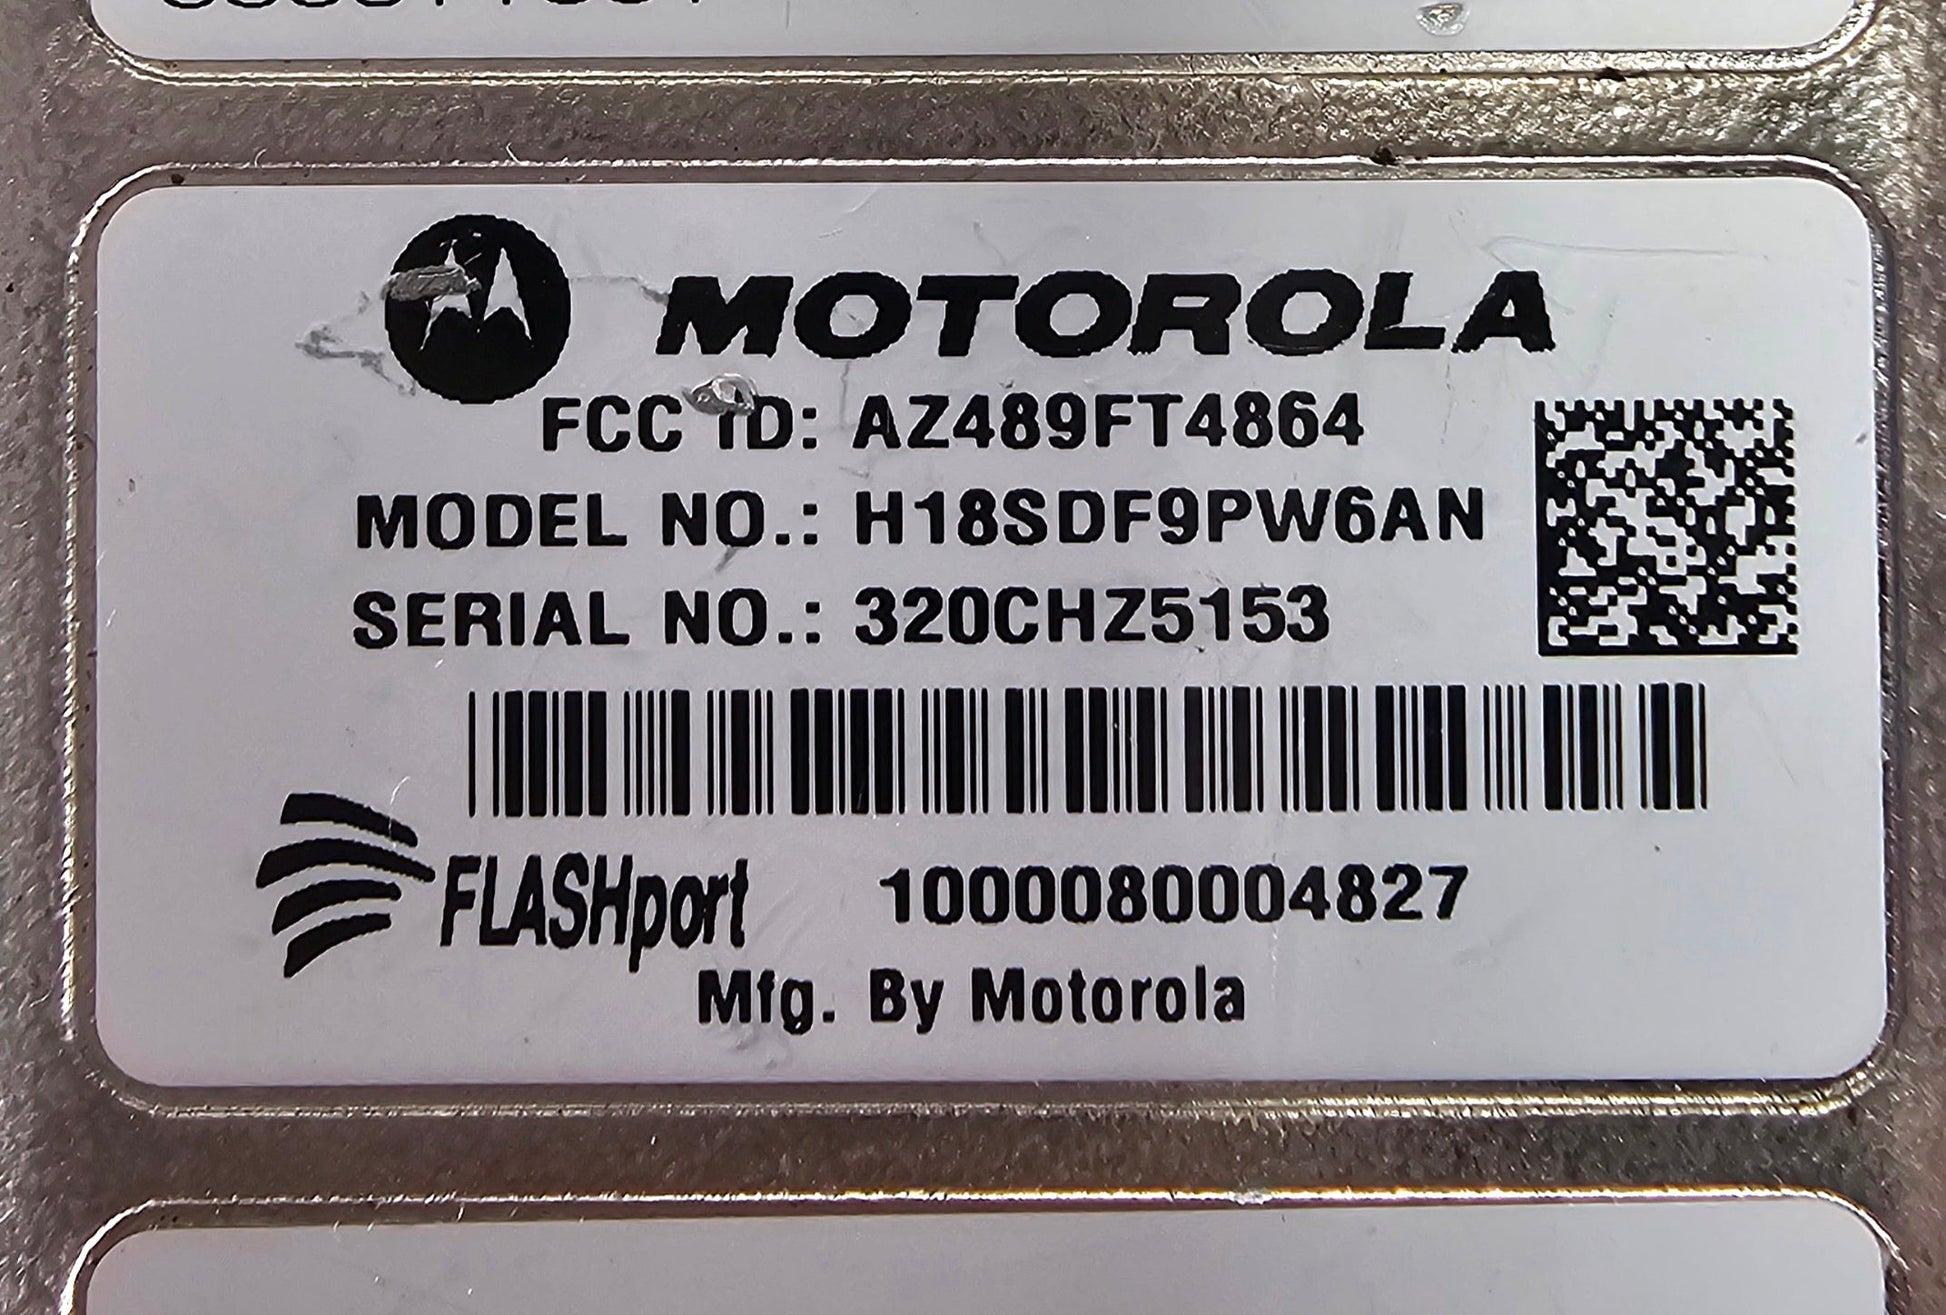 MOTOROLA
FCC ID: AZ489FT4864
MODEL NO.: H18SDF9PW6AN
SERIAL NO.: 320CHZ5153
FLASHport 1000080004827
Mfg. By Motorola